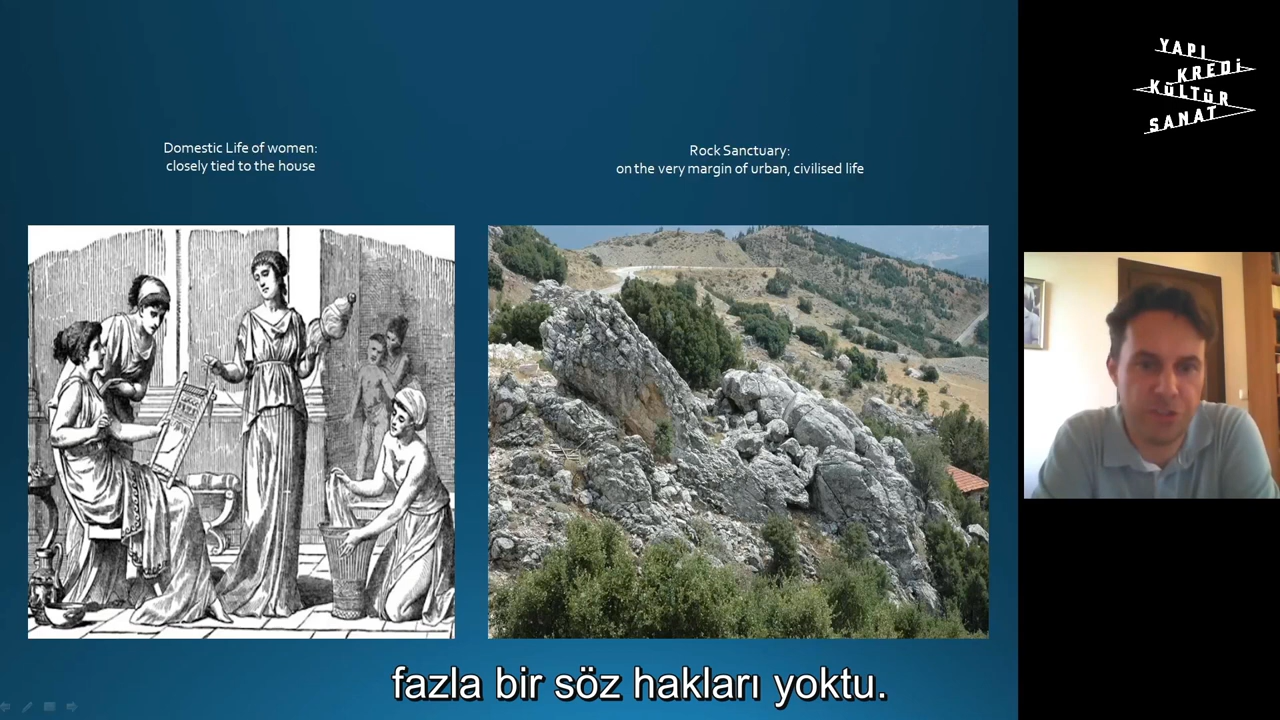 Domestic Life of women:
closely tied to the house
Rock Sanctuary:
on the very margin of urban, civilised life
YAPI
KREDİ
KÜLTÜR
SANAT
fazla bir söz hakları yoktu.